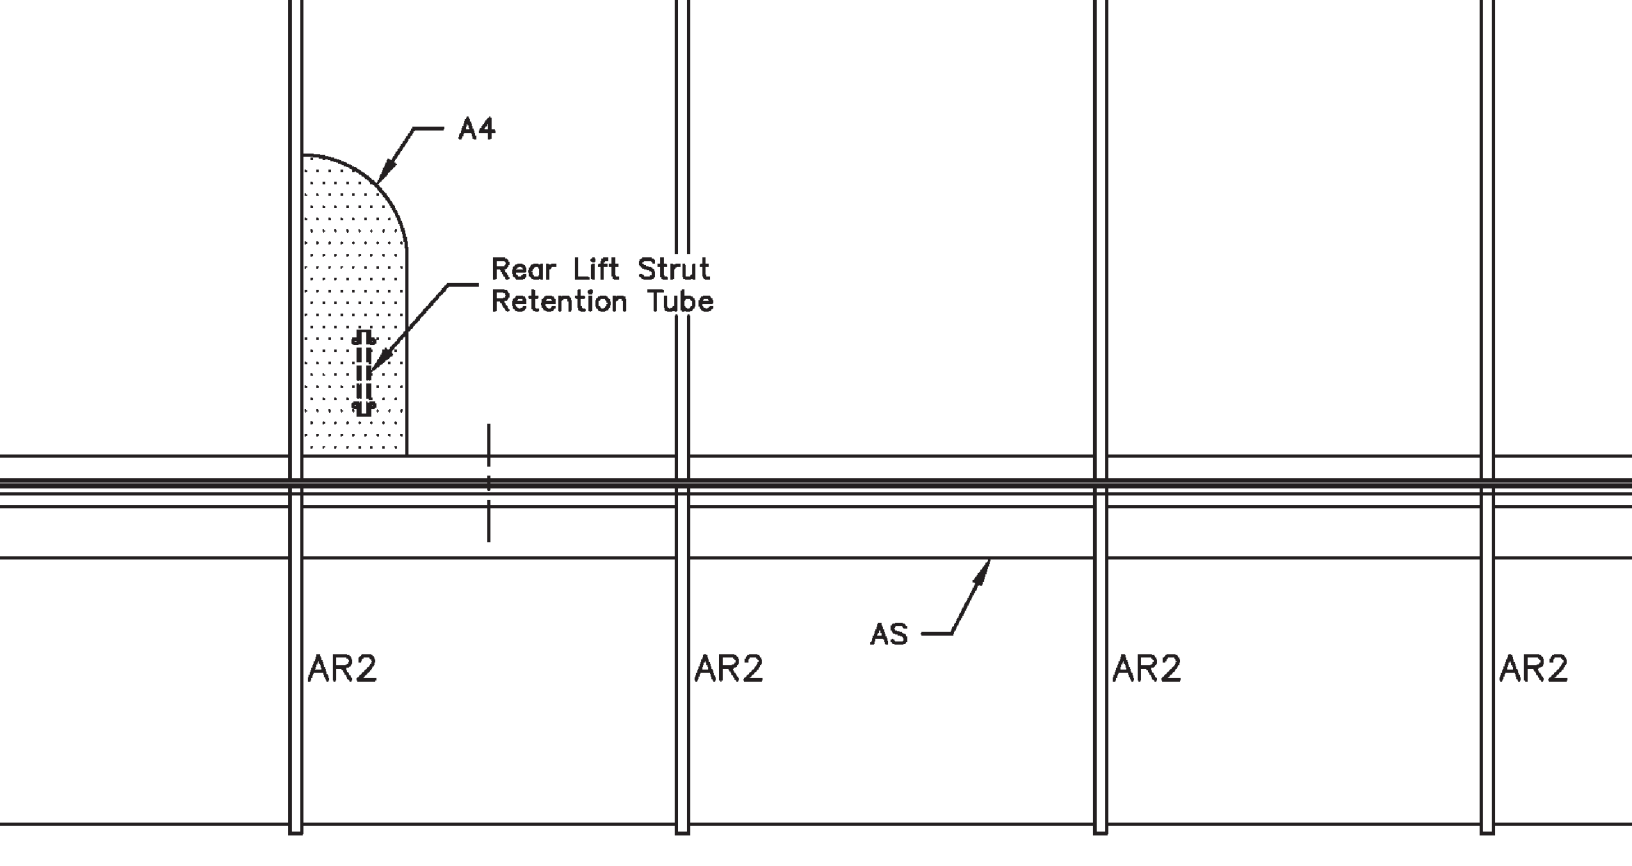 A4
Rear Lift Strut
Retention Tube
AS
AR2
AR2
AR2
AR2